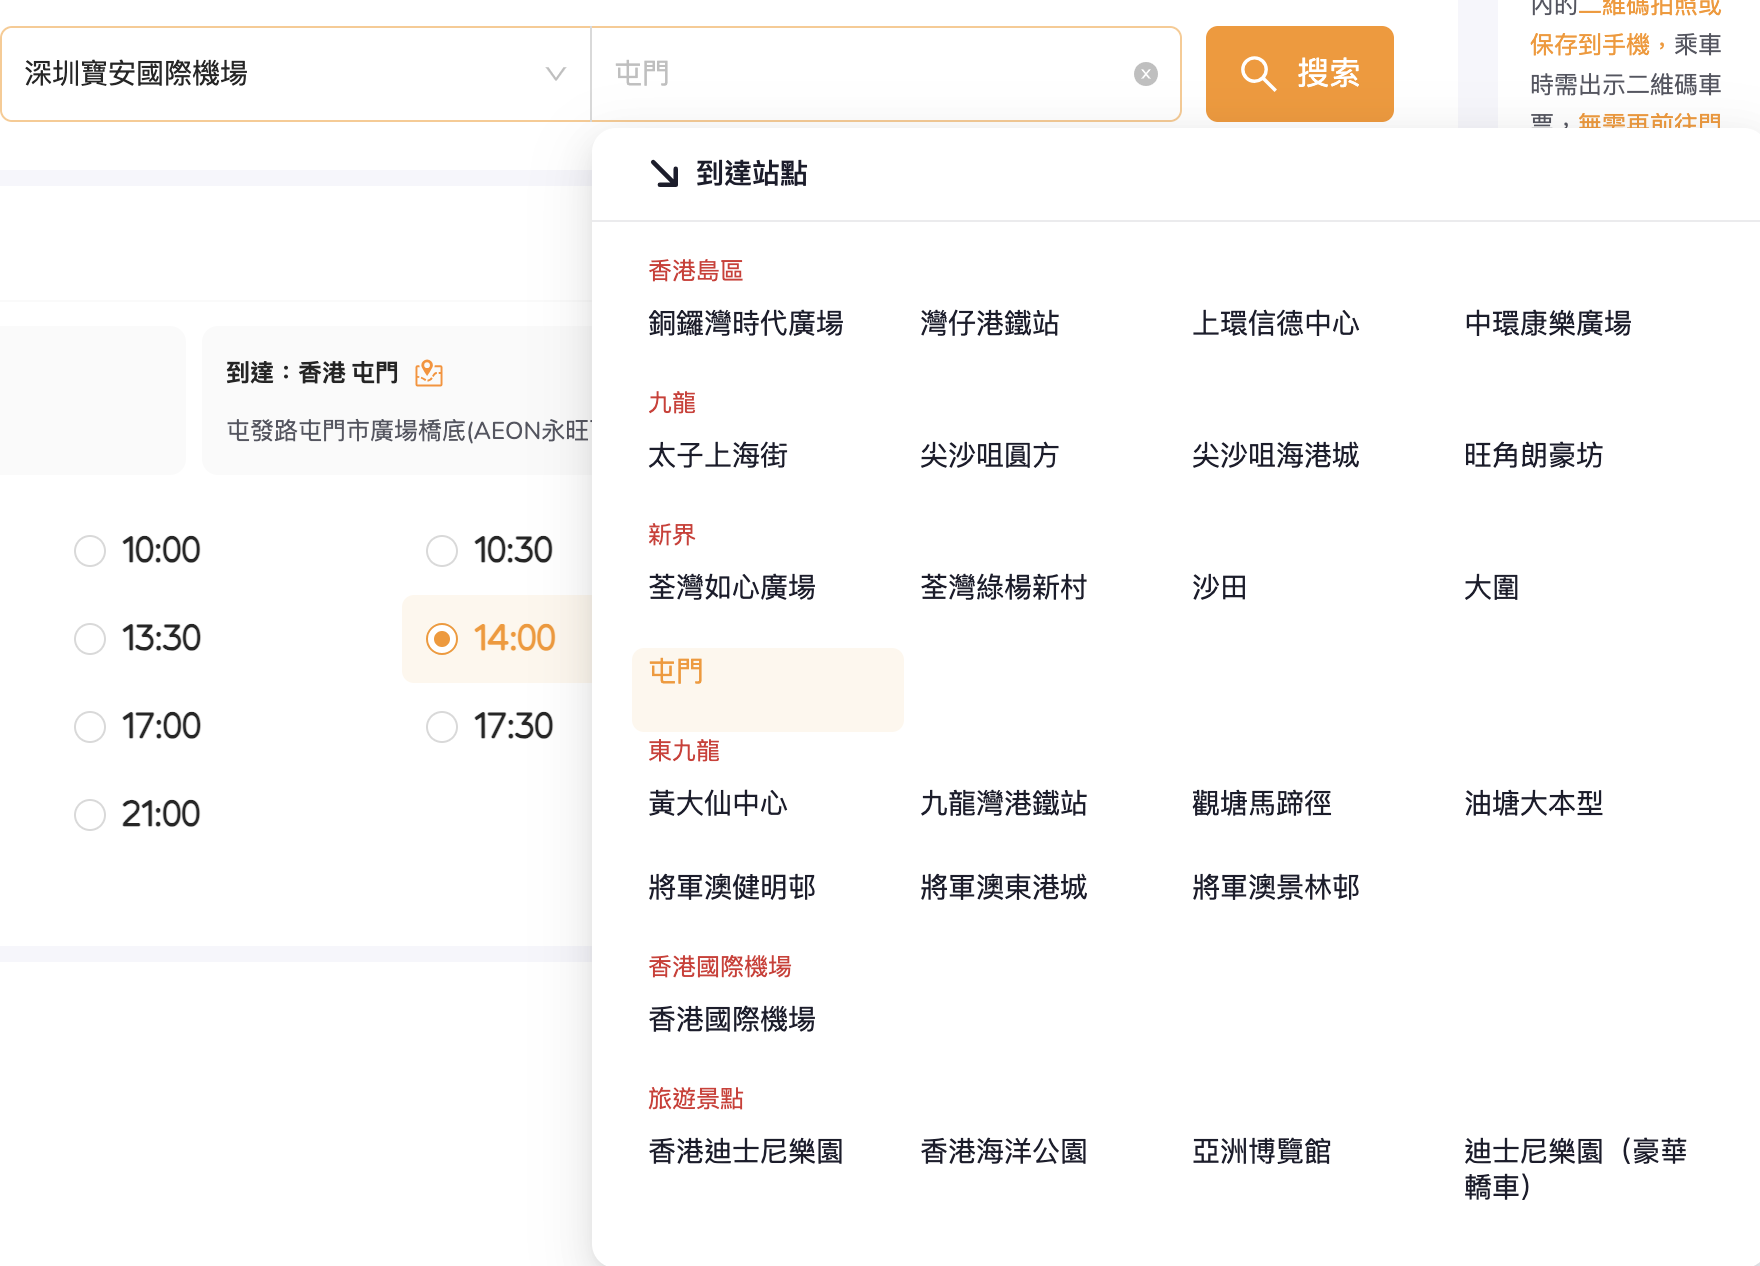 深圳寶安國際機場
屯門
搜索
內的二維碼拍照或
保存到手機，乘車
時需出示二維碼車
票，無需再前往門
到達：香港 屯門
屯發路屯門市廣場橋底(AEON永旺
10:00
10:30
13:30
14:00
17:00
17:30
21:00
到達站點
香港島區
銅鑼灣時代廣場
灣仔港鐵站
上環信德中心
中環康樂廣場
九龍
太子上海街
尖沙咀圓方
尖沙咀海港城
旺角朗豪坊
新界
荃灣如心廣場
荃灣綠楊新村
沙田
大圍
屯門
東九龍
黃大仙中心
九龍灣港鐵站
觀塘馬蹄徑
油塘大本型
將軍澳健明邨
將軍澳東港城
將軍澳景林邨
香港國際機場
香港國際機場
旅遊景點
香港迪士尼樂園
香港海洋公園
亞洲博覽館
迪士尼樂園（豪華
轎車）